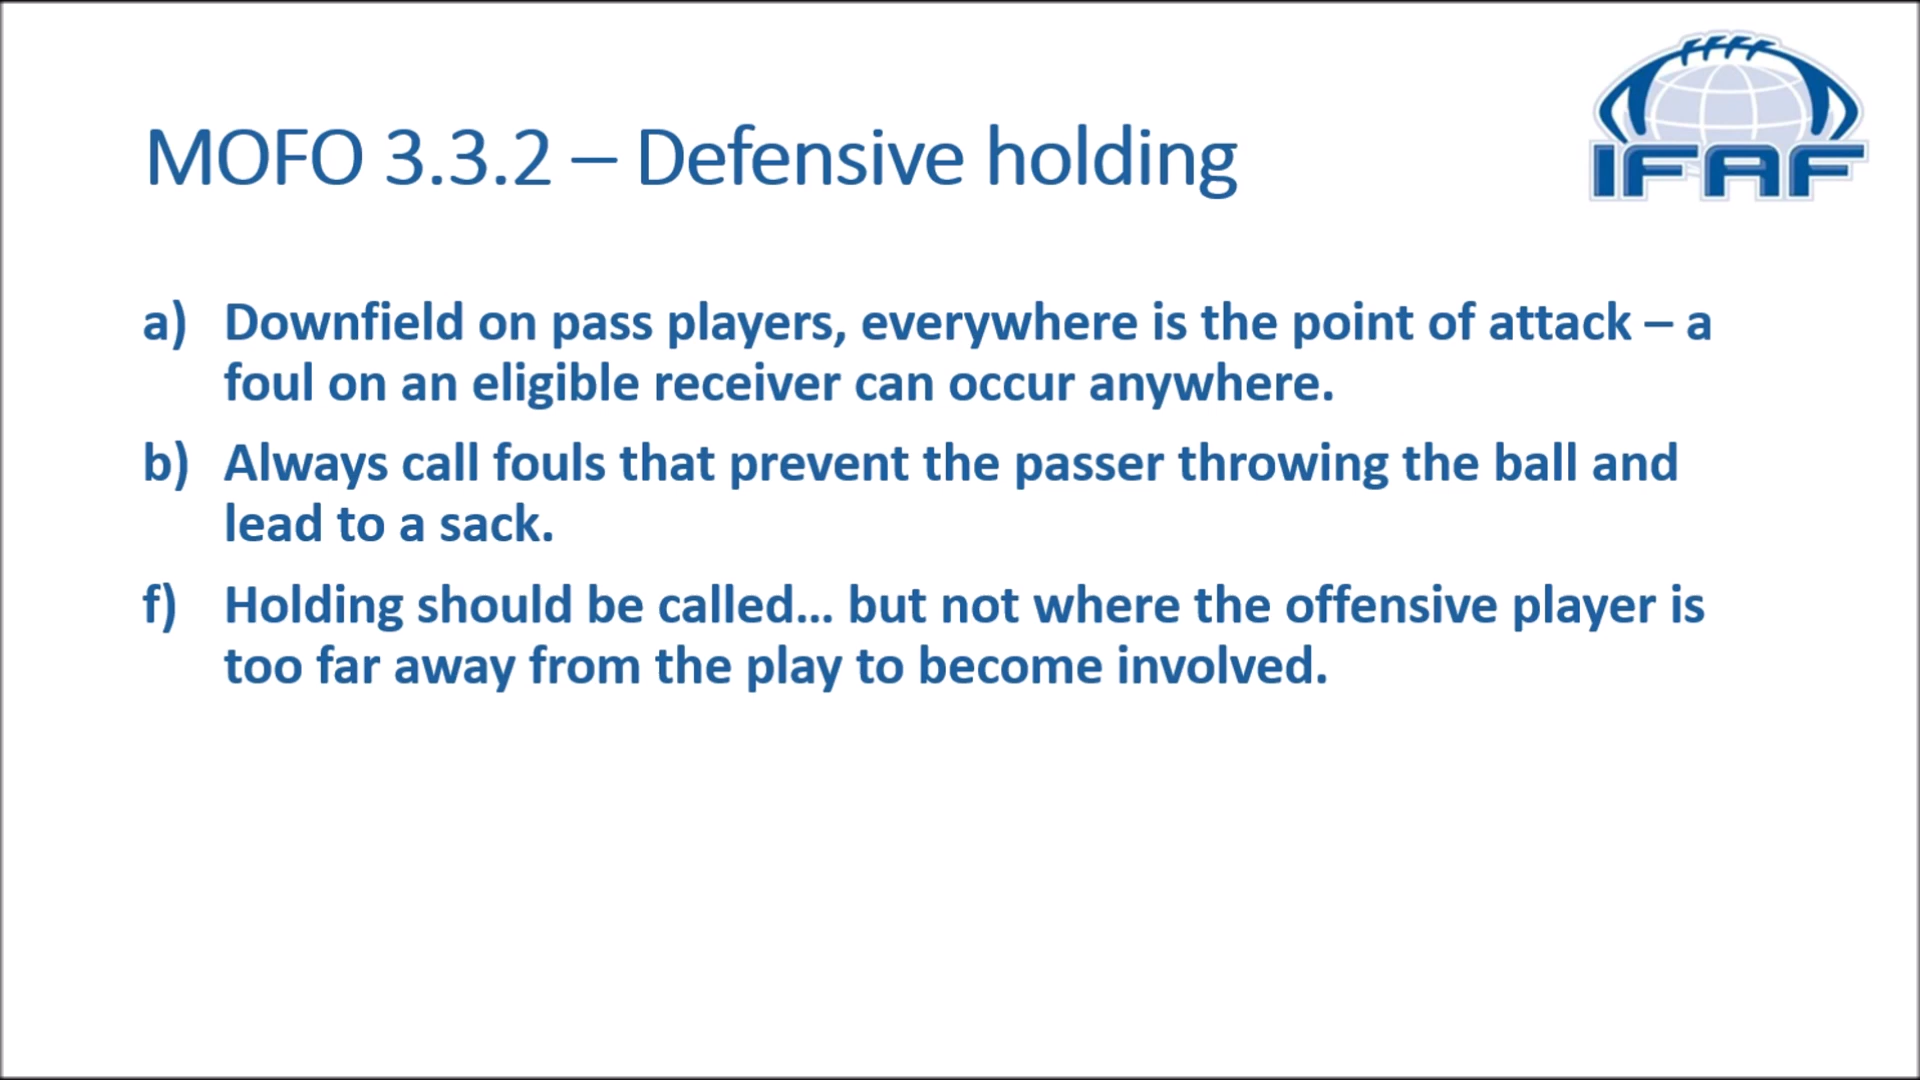 IFAF
MOFO 3.3.2 – Defensive holding
a) Downfield on pass players, everywhere is the point of attack – a
foul on an eligible receiver can occur anywhere.
b) Always call fouls that prevent the passer throwing the ball and
lead to a sack.
f) Holding should be called… but not where the offensive player is
too far away from the play to become involved.